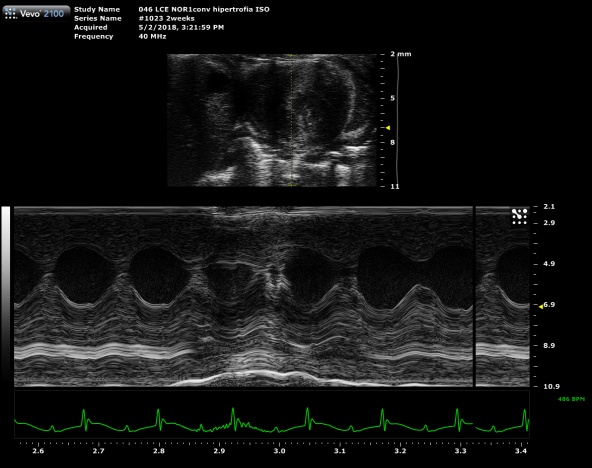 Vevo 2100
Study Name 046 LCE NOR1conv hipertrofia ISO
Series Name #1023 2weeks
Acquired 5/2/2018, 3:21:59 PM
Frequency 40 MHz
2 mm
5
8
11
2.1
2.9
4.9
6.9
8.9
10.9
486 BPM
2.6 2.7 2.8 2.9 3.0 3.1 3.2 3.3 3.4